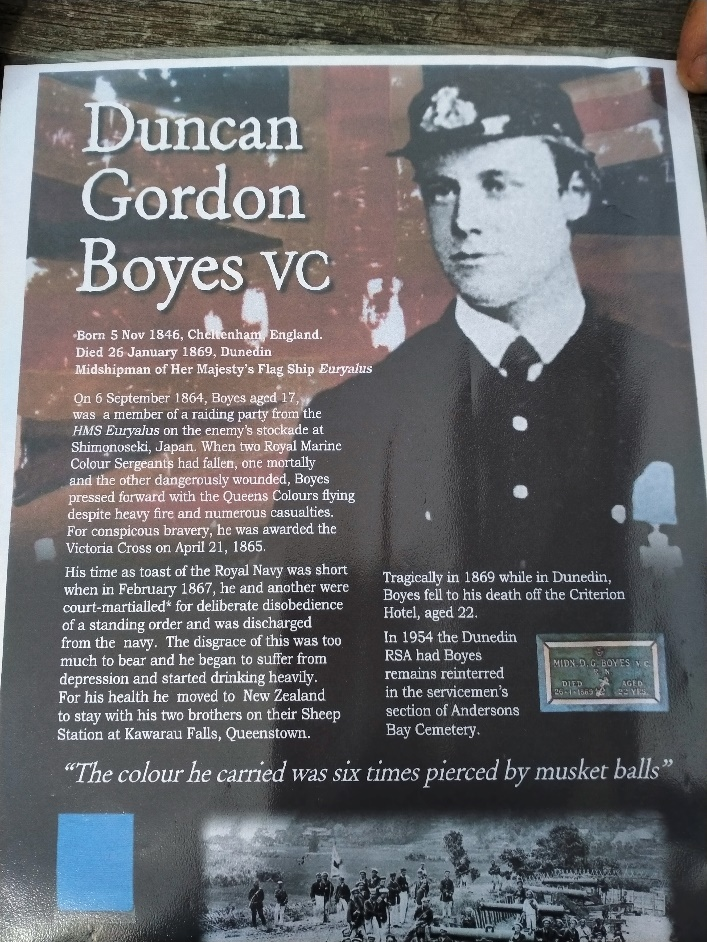 Duncan
Gordon
Boyes VC
Born 5 Nov 1846, Cheltenham, England.
Died 26 January 1869, Dunedin
Midshipman of Her Majesty's Flag Ship Euryalus
On 6 September 1864, Boyes aged 17,
was a member of a raiding party from the
HMS Euryalus on the enemy's stockade at
Shimonoseki, Japan. When two Royal Marine
Colour Sergeants had fallen, one mortally
and the other dangerously wounded, Boyes
pressed forward with the Queens Colours flying
despite heavy fire and numerous casualties.
For conspicous bravery, he was awarded the
Victoria Cross on April 21, 1865.
His time as toast of the Royal Navy was short
when in February 1867, he and another were
court-martialled* for deliberate disobedience
of a standing order and was discharged
from the navy. The disgrace of this was too
much to bear and he began to suffer from
depression and started drinking heavily.
For his health he moved to New Zealand
to stay with his two brothers on their Sheep
Station at Kawarau Falls, Queenstown.
Tragically in 1869 while in Dunedin,
Boyes fell to his death off the Criterion
Hotel, aged 22.
In 1954 the Dunedin
RSA had Boyes
remains reinterred
in the servicemen's
section of Andersons
Bay Cemetery.
MIDN. D. G. BOYES V.C.
DIED AGED
26-1-1869 22 YRS.
"The colour he carried was six times pierced by musket balls"